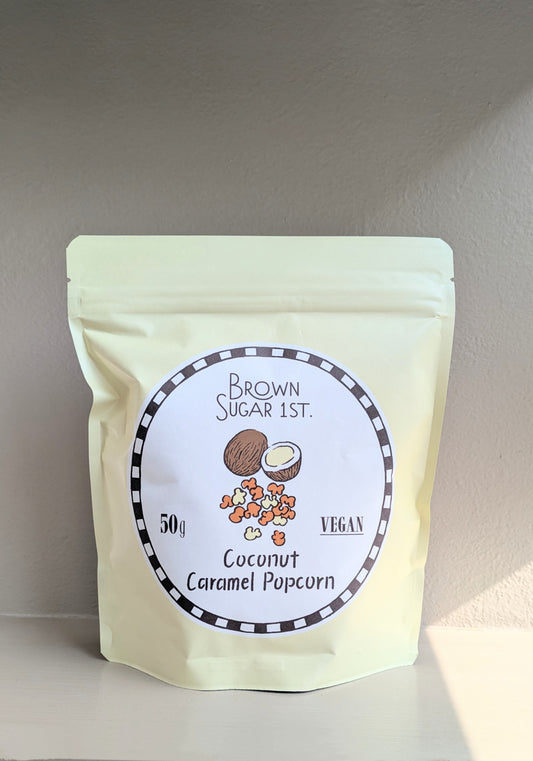 BROWN
SUGAR 1ST.
50g
VEGAN
Coconut
Caramel Popcorn